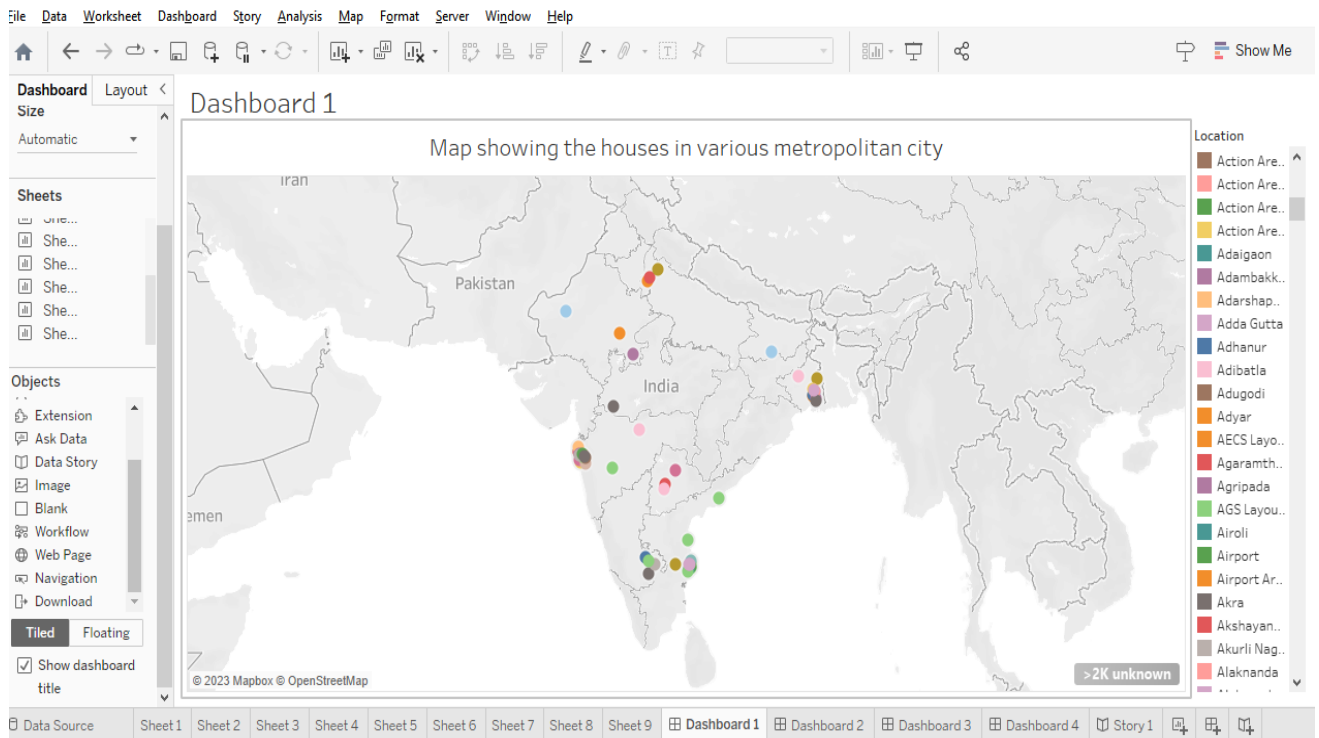 File Data Worksheet Dashboard Story Analysis Map Format Server Window Help
Show Me
Dashboard Layout
Size
Automatic
Sheets
She...
She...
She...
She...
She...
She...
Objects
Extension
Ask Data
Data Story
Image
Blank
Workflow
Web Page
Navigation
Download
Tiled Floating
Show dashboard
title
Dashboard 1
Map showing the houses in various metropolitan city
Iran
Pakistan
India
emen
© 2023 Mapbox © OpenStreetMap
>2K unknown
Location
Action Are..
Action Are..
Action Are..
Action Are..
Adaigaon
Adambakk..
Adarshap..
Adda Gutta
Adhanur
Adibatla
Adugodi
Adyar
AECS Layo..
Agaramth..
Agripada
AGS Layou..
Airoli
Airport
Airport Ar..
Akra
Akshayan..
Akurli Nag..
Alaknanda
Data Source Sheet 1 Sheet 2 Sheet 3 Sheet 4 Sheet 5 Sheet 6 Sheet 7 Sheet 8 Sheet 9 Dashboard 1 Dashboard 2 Dashboard 3 Dashboard 4 Story 1